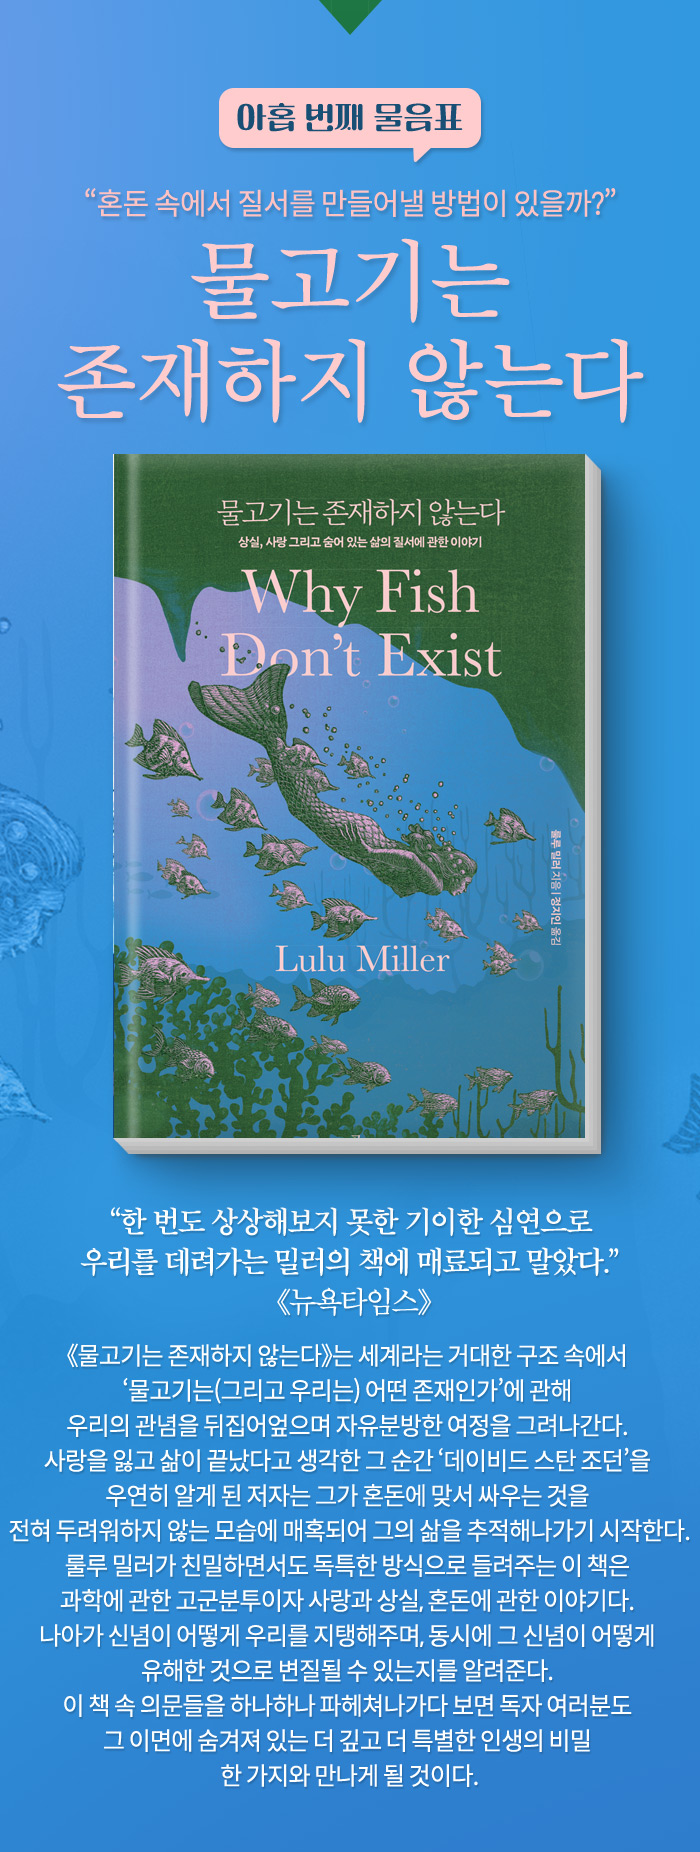 아홉 번째 물음표
“혼돈 속에서 질서를 만들어낼 방법이 있을까?”
물고기는
존재하지 않는다
물고기는 존재하지 않는다
상실, 사랑 그리고 숨어 있는 삶의 질서에 관한 이야기
Why Fish
Don’t Exist
룰루 밀러 지음 | 정지인 옮김
Lulu Miller
“한 번도 상상해보지 못한 기이한 심연으로
우리를 데려가는 밀러의 책에 매료되고 말았다.”
《뉴욕타임스》
《물고기는 존재하지 않는다》는 세계라는 거대한 구조 속에서
‘물고기는(그리고 우리는) 어떤 존재인가’에 관해
우리의 관념을 뒤집어엎으며 자유분방한 여정을 그려나간다.
사랑을 잃고 삶이 끝났다고 생각한 그 순간 ‘데이비드 스탄 조던’을
우연히 알게 된 저자는 그가 혼돈에 맞서 싸우는 것을
전혀 두려워하지 않는 모습에 매혹되어 그의 삶을 추적해나가기 시작한다.
룰루 밀러가 친밀하면서도 독특한 방식으로 들려주는 이 책은
과학에 관한 고군분투이자 사랑과 상실, 혼돈에 관한 이야기다.
나아가 신념이 어떻게 우리를 지탱해주며, 동시에 그 신념이 어떻게
유해한 것으로 변질될 수 있는지를 알려준다.
이 책 속 의문들을 하나하나 파헤쳐나가다 보면 독자 여러분도
그 이면에 숨겨져 있는 더 깊고 더 특별한 인생의 비밀
한 가지와 만나게 될 것이다.